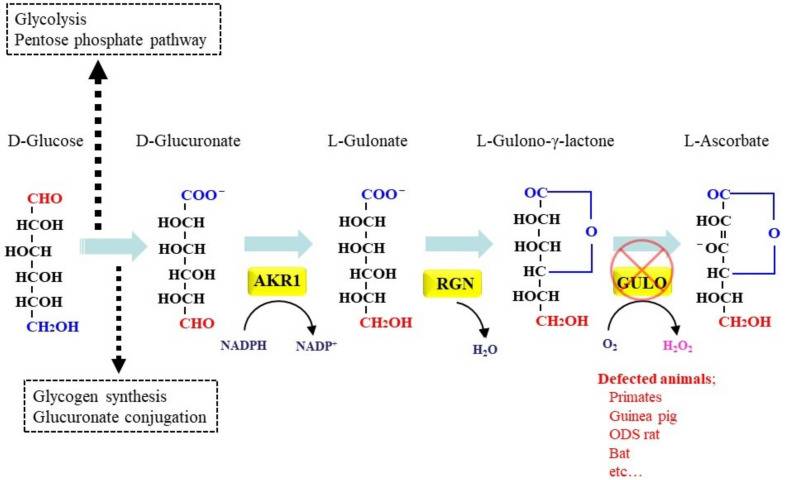 Glycolysis
Pentose phosphate pathway
D-Glucose
D-Glucuronate
L-Gulonate
L-Gulono-γ-lactone
L-Ascorbate
CHO
HCOH
HOCH
HCOH
HCOH
CH₂OH
COO⁻
HOCH
HOCH
HCOH
HOCH
CHO
COO⁻
HOCH
HOCH
HCOH
HOCH
CH₂OH
OC
HOCH
HOCH
HC
HOCH
CH₂OH
O
OC
HOC
⁻OC
HC
HOCH
CH₂OH
O
AKR1
RGN
GULO
NADPH
NADP⁺
H₂O
O₂
H₂O₂
Defected animals;
Primates
Guinea pig
ODS rat
Bat
etc…
Glycogen synthesis
Glucuronate conjugation